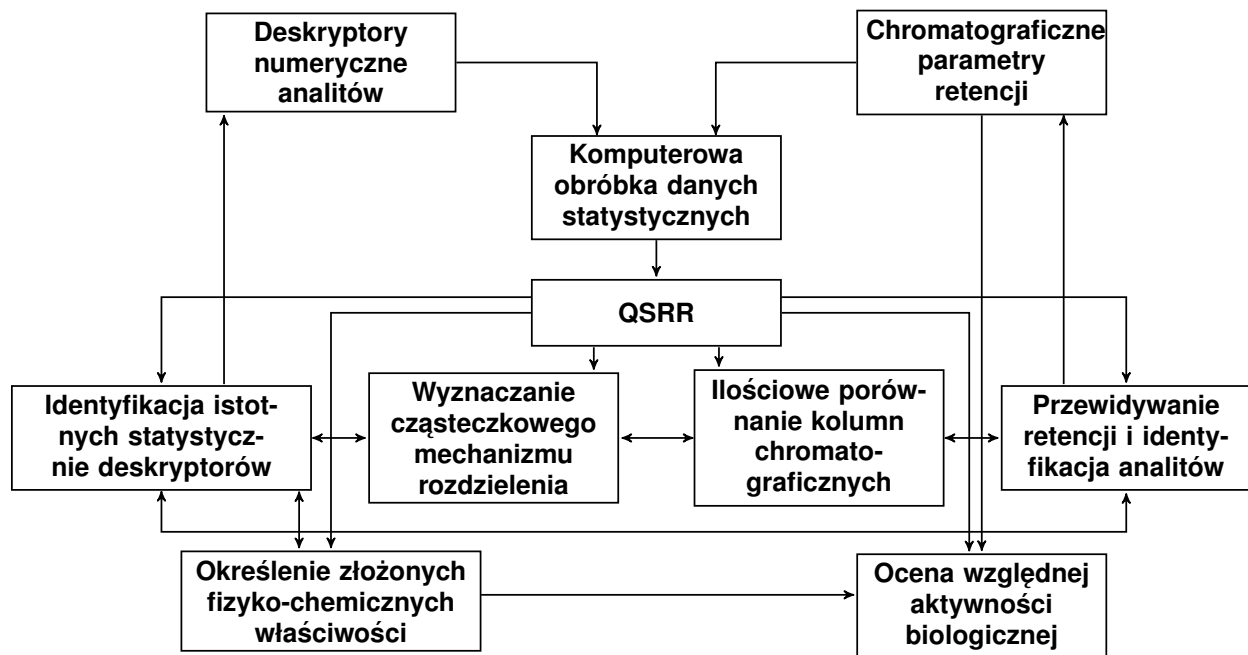 Deskryptory
numeryczne
analitów
Chromatograficzne
parametry
retencji
Komputerowa
obróbka danych
statystycznych
QSRR
Identyfikacja istot-
nych statystycz-
nie deskryptorów
Wyznaczanie
cząsteczkowego
mechanizmu
rozdzielenia
Ilościowe porów-
nanie kolumn
chromato-
graficznych
Przewidywanie
retencji i identy-
fikacja analitów
Określenie złożonych
fizyko-chemicznych
właściwości
Ocena względnej
aktywności
biologicznej